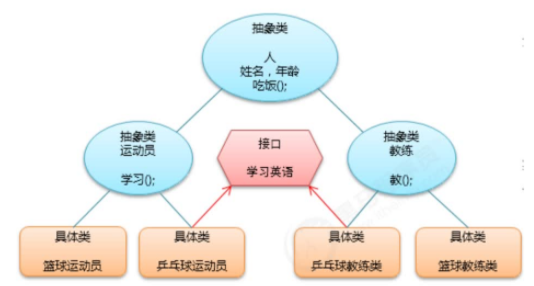 抽象类
人
姓名，年龄
吃饭();
抽象类
运动员
学习();
接口
学习英语
抽象类
教练
教();
具体类
篮球运动员
具体类
乒乓球运动员
具体类
乒乓球教练类
具体类
篮球教练类